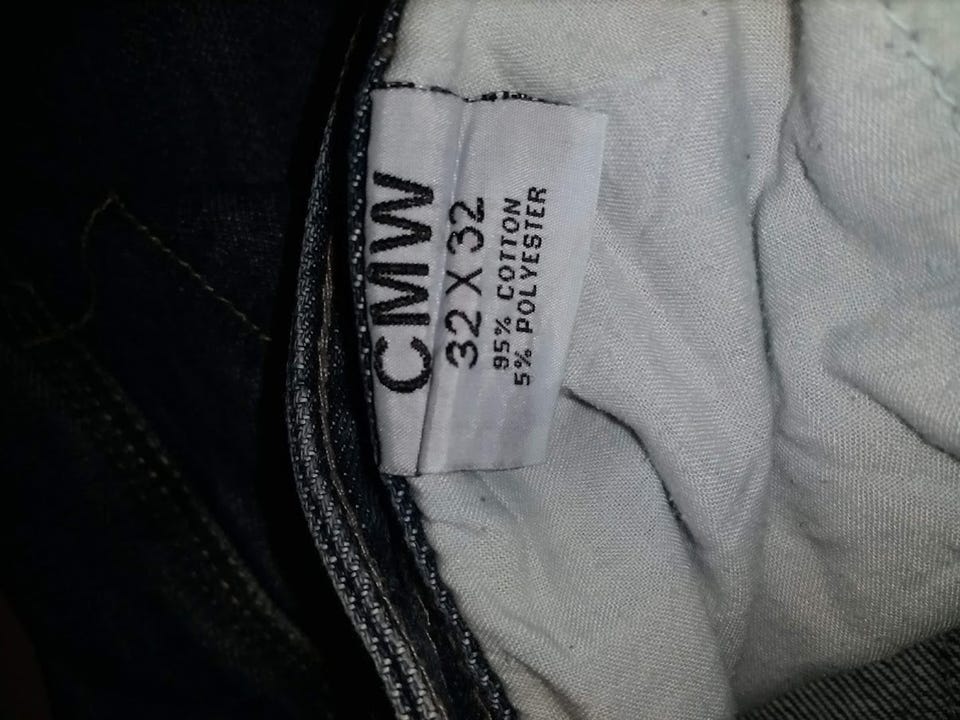 CMW
32 X 32
95% COTTON
5% POLYESTER